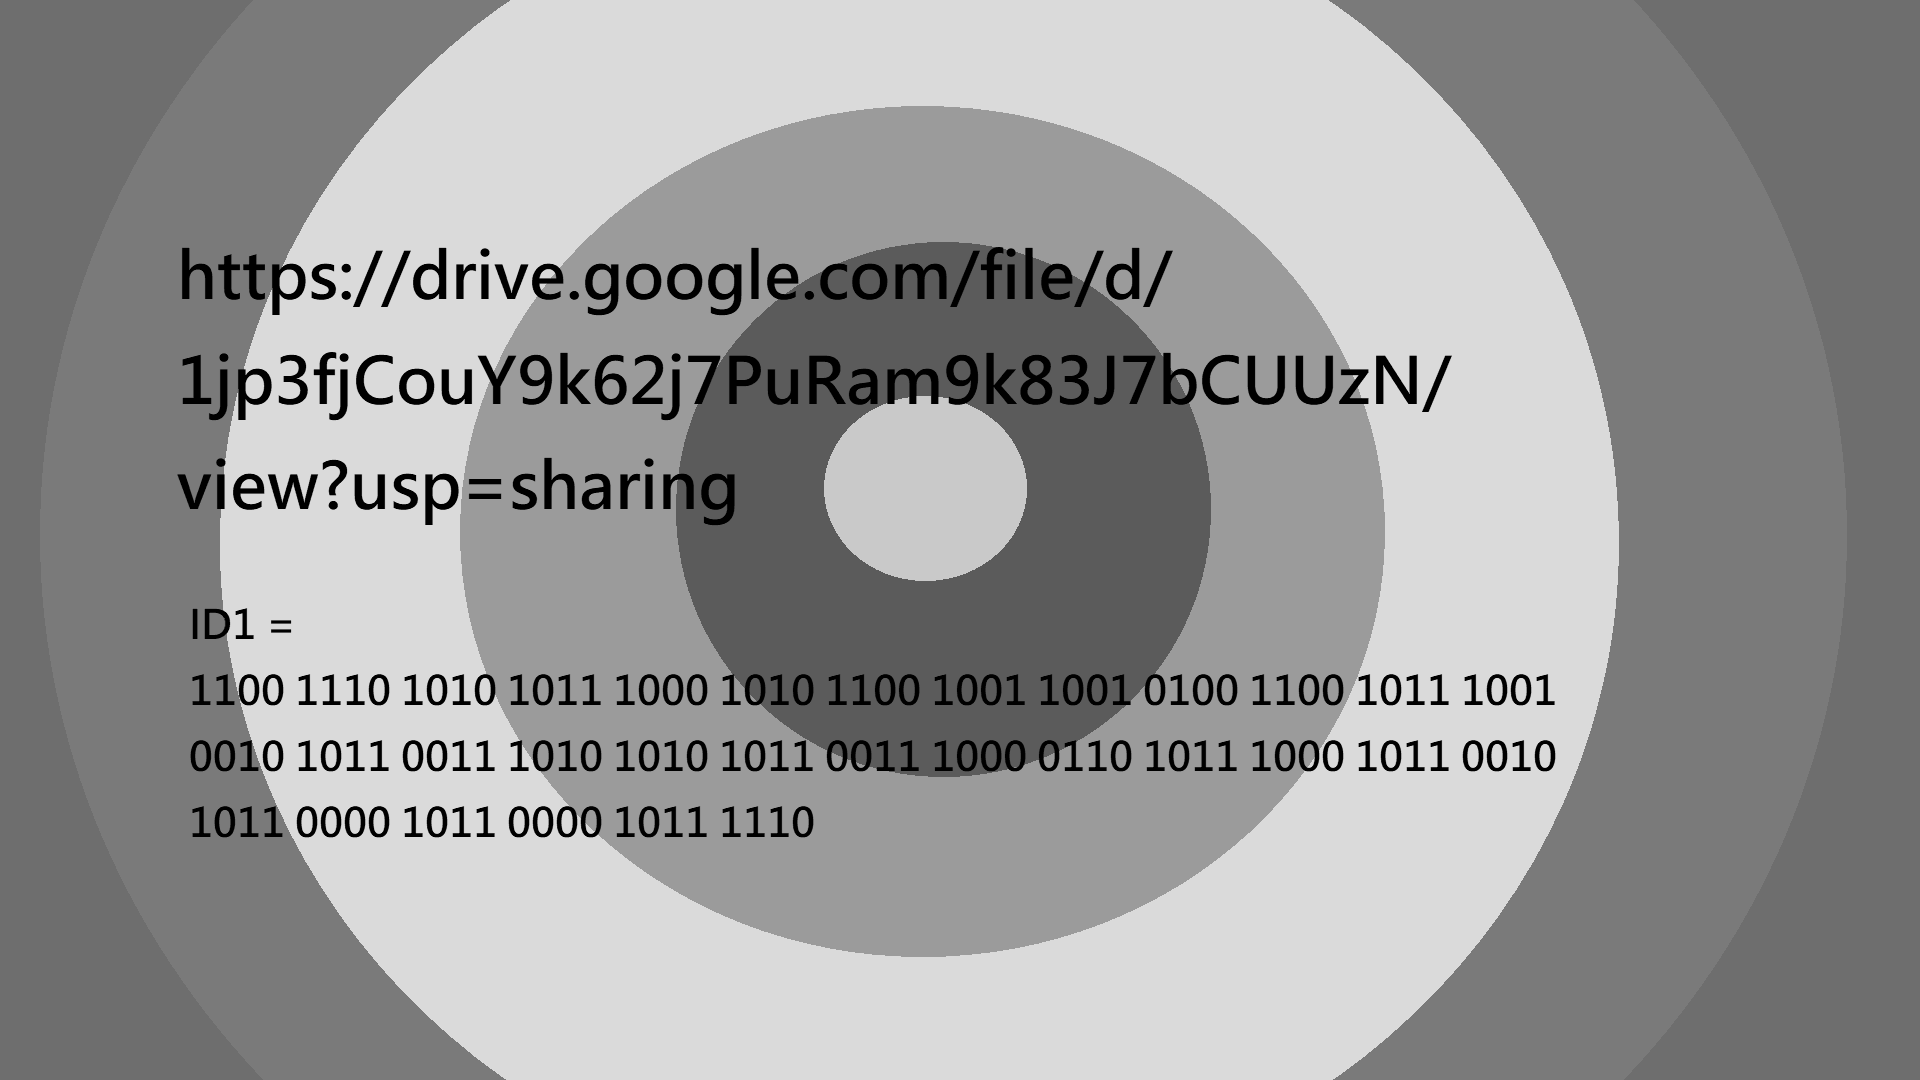 https://drive.google.com/file/d/
1jp3fjCouY9k62j7PuRam9k83J7bCUUzN/
view?usp=sharing
ID1 =
1100 1110 1010 1011 1000 1010 1100 1001 1001 0100 1100 1011 1001
0010 1011 0011 1010 1010 1011 0011 1000 0110 1011 1000 1011 0010
1011 0000 1011 0000 1011 1110